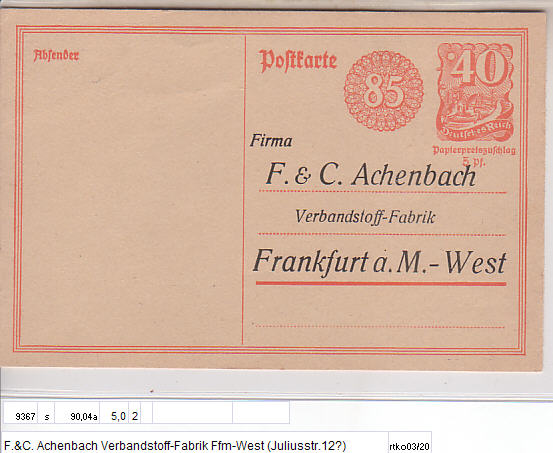 Absender
Postkarte
85
40
Deutsches Reich
Papierpreiszuschlag
5 Pf.
Firma
F. & C. Achenbach
Verbandstoff-Fabrik
Frankfurt a. M.-West
9367 s 90,04a 5,0 2
F.&C. Achenbach Verbandstoff-Fabrik Ffm-West (Juliusstr.12?) rtko03/20